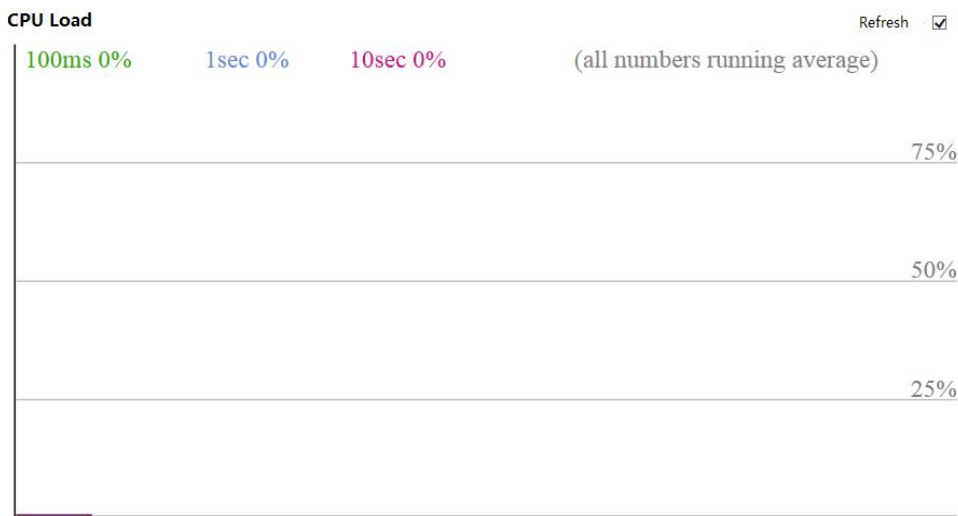 CPU Load
Refresh
100ms 0% 1sec 0% 10sec 0% (all numbers running average)
75%
50%
25%